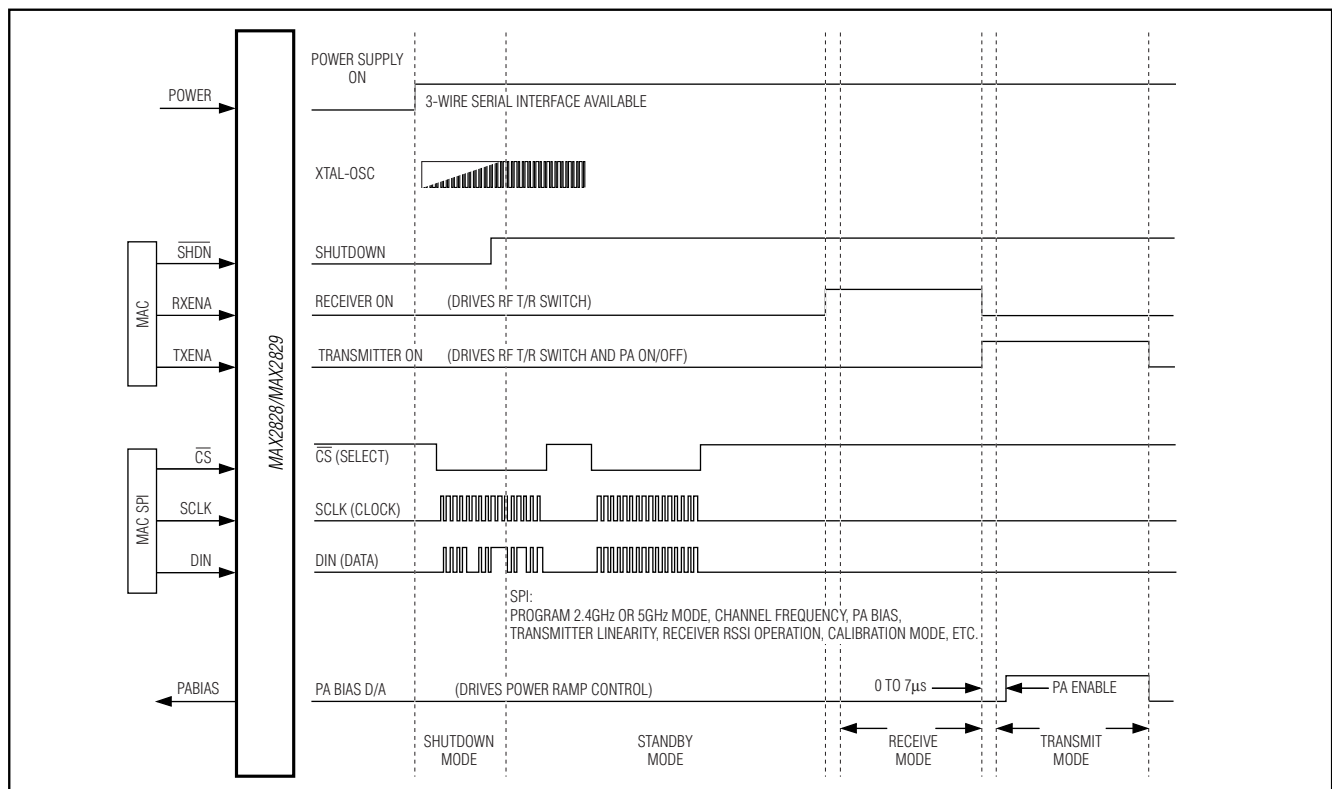 POWER SUPPLY
ON
POWER
3-WIRE SERIAL INTERFACE AVAILABLE
XTAL-OSC
MAC
SHDN
SHUTDOWN
RXENA
RECEIVER ON
(DRIVES RF T/R SWITCH)
TXENA
TRANSMITTER ON
(DRIVES RF T/R SWITCH AND PA ON/OFF)
MAX2828/MAX2829
MAC SPI
CS
CS (SELECT)
SCLK
SCLK (CLOCK)
DIN
DIN (DATA)
SPI:
PROGRAM 2.4GHz OR 5GHz MODE, CHANNEL FREQUENCY, PA BIAS,
TRANSMITTER LINEARITY, RECEIVER RSSI OPERATION, CALIBRATION MODE, ETC.
PABIAS
PA BIAS D/A
(DRIVES POWER RAMP CONTROL)
0 TO 7μs
PA ENABLE
SHUTDOWN
MODE
STANDBY
MODE
RECEIVE
MODE
TRANSMIT
MODE